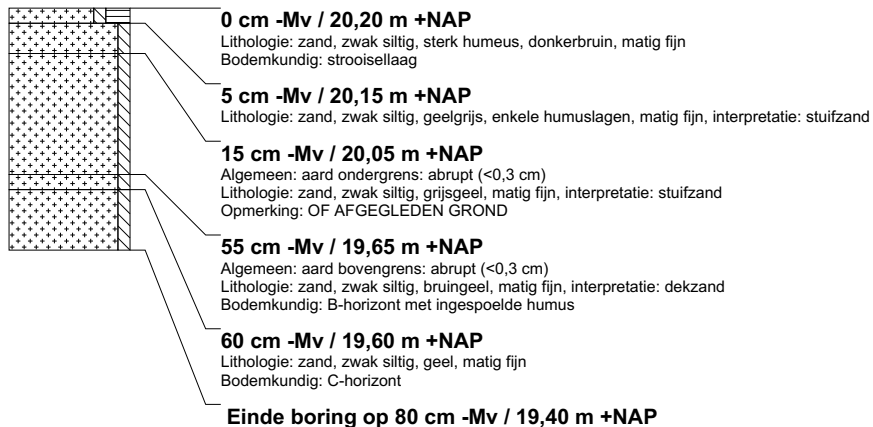 0 cm -Mv / 20,20 m +NAP
Lithologie: zand, zwak siltig, sterk humeus, donkerbruin, matig fijn
Bodemkundig: strooisellaag
5 cm -Mv / 20,15 m +NAP
Lithologie: zand, zwak siltig, geelgrijs, enkele humuslagen, matig fijn, interpretatie: stuifzand
15 cm -Mv / 20,05 m +NAP
Algemeen: aard ondergrens: abrupt (<0,3 cm)
Lithologie: zand, zwak siltig, grijsgeel, matig fijn, interpretatie: stuifzand
Opmerking: OF AFGEGLEDEN GROND
55 cm -Mv / 19,65 m +NAP
Algemeen: aard bovengrens: abrupt (<0,3 cm)
Lithologie: zand, zwak siltig, bruingeel, matig fijn, interpretatie: dekzand
Bodemkundig: B-horizont met ingespoelde humus
60 cm -Mv / 19,60 m +NAP
Lithologie: zand, zwak siltig, geel, matig fijn
Bodemkundig: C-horizont
Einde boring op 80 cm -Mv / 19,40 m +NAP